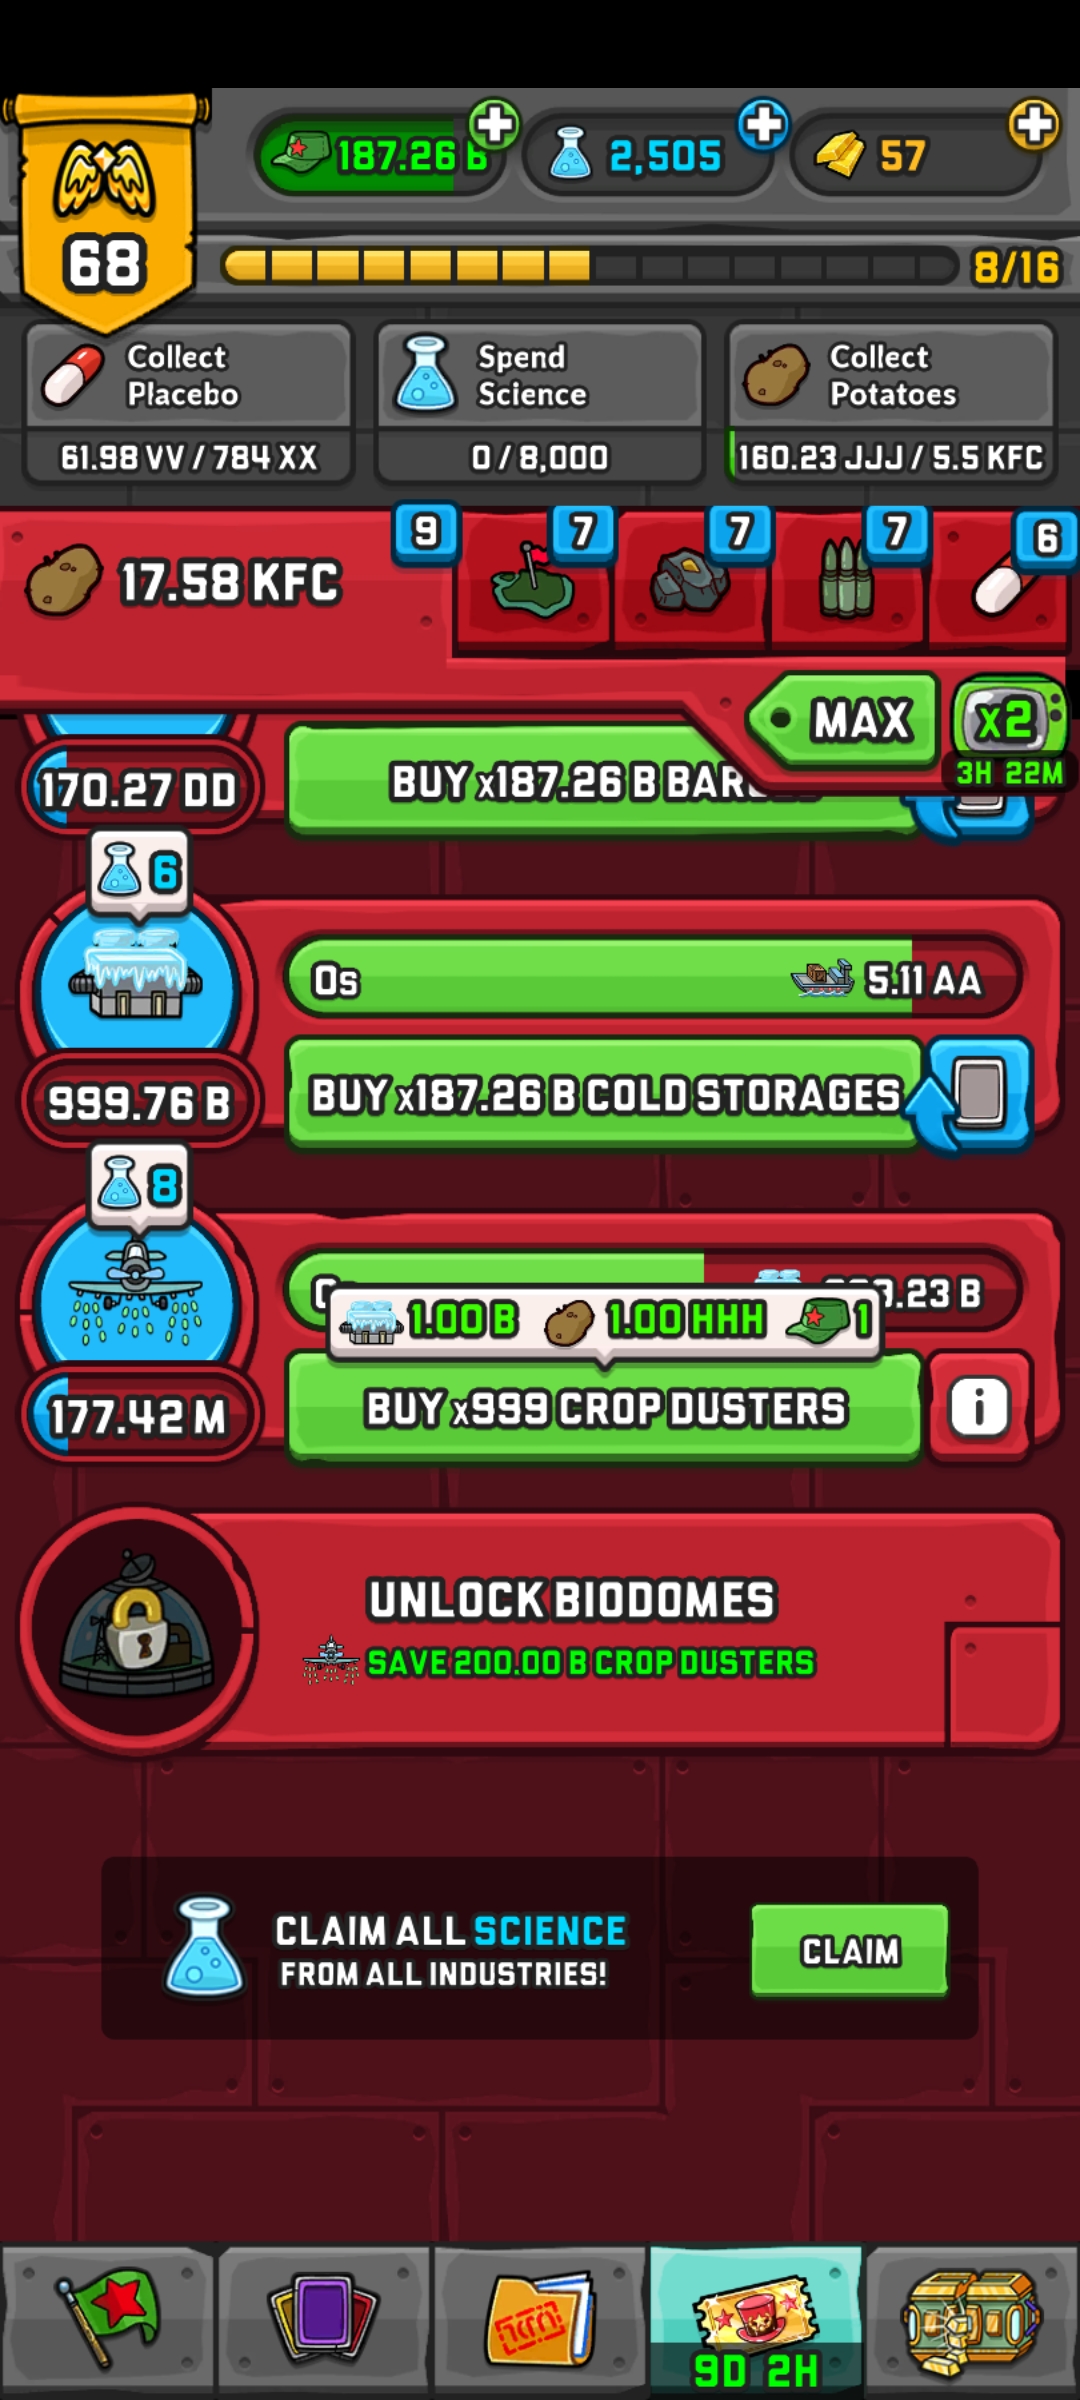 187.26 B
2,505
57
68
8/16
Collect
Placebo
61.98 VV / 784 XX
Spend
Science
0 / 8,000
Collect
Potatoes
160.23 JJJ / 5.5 KFC
17.58 KFC
9
7
7
7
6
MAX
x2
3H 22M
170.27 DD
BUY x187.26 B
6
0s
5.11 AA
999.76 B
BUY x187.26 B COLD STORAGES
8
.23 B
1.00 B 1.00 HHH 1
177.42 M
BUY x999 CROP DUSTERS
i
UNLOCK BIODOMES
SAVE 200.00 B CROP DUSTERS
CLAIM ALL SCIENCE
FROM ALL INDUSTRIES!
CLAIM
9D 2H